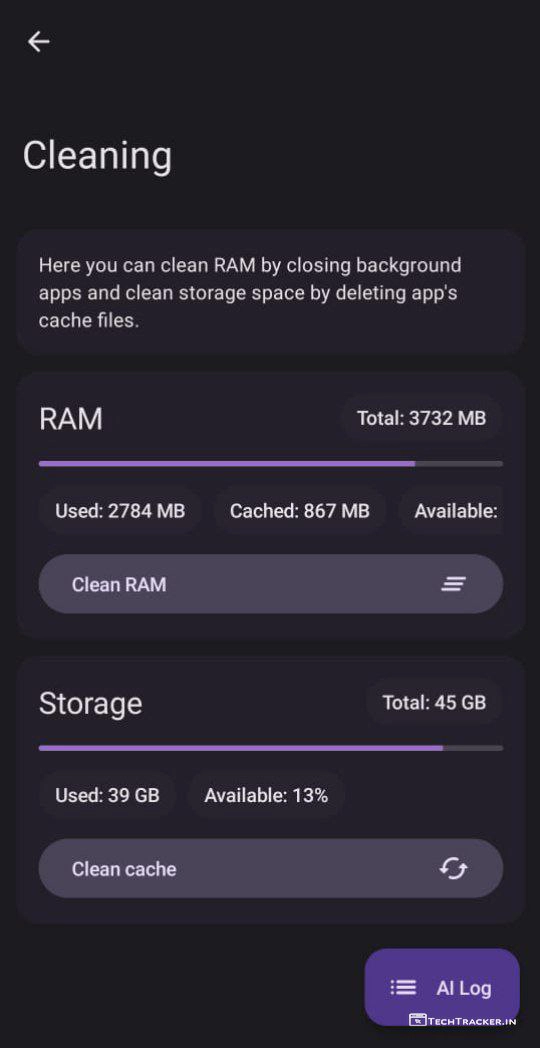 Cleaning
Here you can clean RAM by closing background
apps and clean storage space by deleting app's
cache files.
RAM
Total: 3732 MB
Used: 2784 MB
Cached: 867 MB
Available:
Clean RAM
Storage
Total: 45 GB
Used: 39 GB
Available: 13%
Clean cache
AI Log
TECHTRACKER.IN